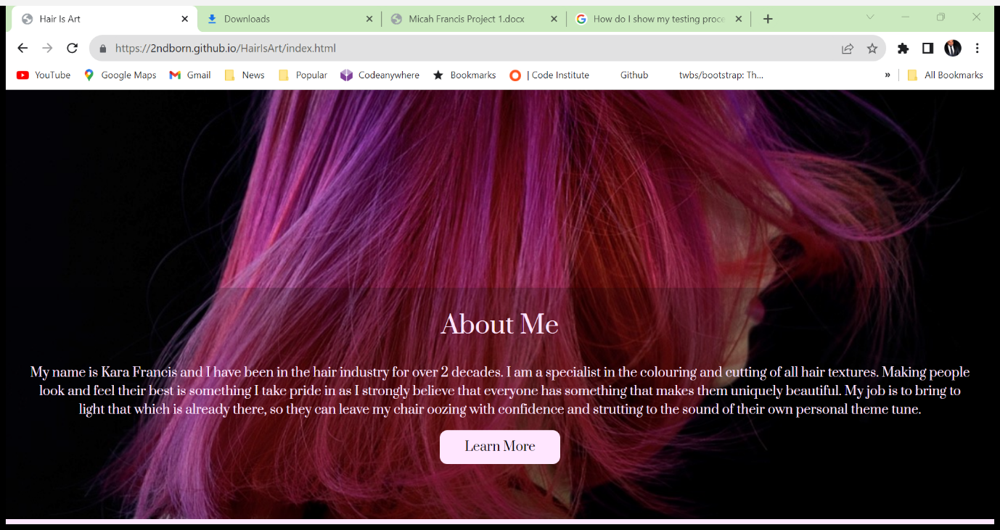 Hair Is Art
Downloads
Micah Francis Project 1.docx
How do I show my testing proce
https://2ndborn.github.io/HairIsArt/index.html
YouTube
Google Maps
Gmail
News
Popular
Codeanywhere
Bookmarks
| Code Institute
Github
twbs/bootstrap: Th...
»
All Bookmarks
About Me
My name is Kara Francis and I have been in the hair industry for over 2 decades. I am a specialist in the colouring and cutting of all hair textures. Making people
look and feel their best is something I take pride in as I strongly believe that everyone has something that makes them uniquely beautiful. My job is to bring to
light that which is already there, so they can leave my chair oozing with confidence and strutting to the sound of their own personal theme tune.
Learn More